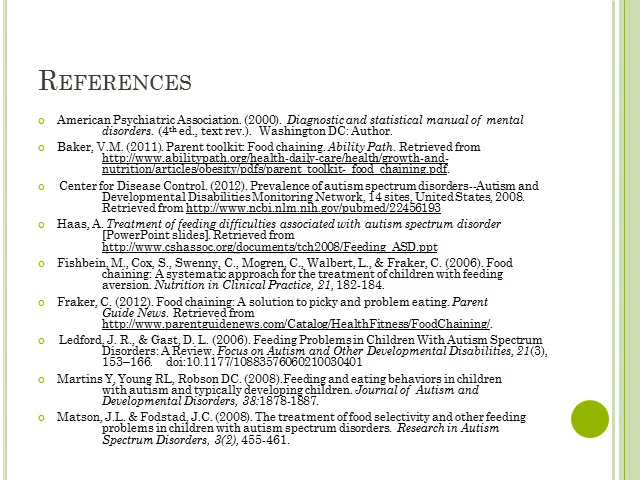 REFERENCES
American Psychiatric Association. (2000). Diagnostic and statistical manual of mental
disorders. (4th ed., text rev.). Washington DC: Author.
Baker, V.M. (2011). Parent toolkit: Food chaining. Ability Path. Retrieved from
http://www.abilitypath.org/health-daily-care/health/growth-and-
nutrition/articles/obesity/pdfs/parent_toolkit-_food_chaining.pdf.
Center for Disease Control. (2012). Prevalence of autism spectrum disorders--Autism and
Developmental Disabilities Monitoring Network, 14 sites, United States, 2008.
Retrieved from http://www.ncbi.nlm.nih.gov/pubmed/22456193
Haas, A. Treatment of feeding difficulties associated with autism spectrum disorder
[PowerPoint slides]. Retrieved from
http://www.cshassoc.org/documents/tch2008/Feeding_ASD.ppt
Fishbein, M., Cox, S., Swenny, C., Mogren, C., Walbert, L., & Fraker, C. (2006). Food
chaining: A systematic approach for the treatment of children with feeding
aversion. Nutrition in Clinical Practice, 21, 182-184.
Fraker, C. (2012). Food chaining: A solution to picky and problem eating. Parent
Guide News. Retrieved from
http://www.parentguidenews.com/Catalog/HealthFitness/FoodChaining/.
Ledford, J. R., & Gast, D. L. (2006). Feeding Problems in Children With Autism Spectrum
Disorders: A Review. Focus on Autism and Other Developmental Disabilities, 21(3),
153–166. doi:10.1177/10883576060210030401
Martins Y, Young RL, Robson DC. (2008).Feeding and eating behaviors in children
with autism and typically developing children. Journal of Autism and
Developmental Disorders, 38:1878-1887.
Matson, J.L. & Fodstad, J.C. (2008). The treatment of food selectivity and other feeding
problems in children with autism spectrum disorders. Research in Autism
Spectrum Disorders, 3(2), 455-461.